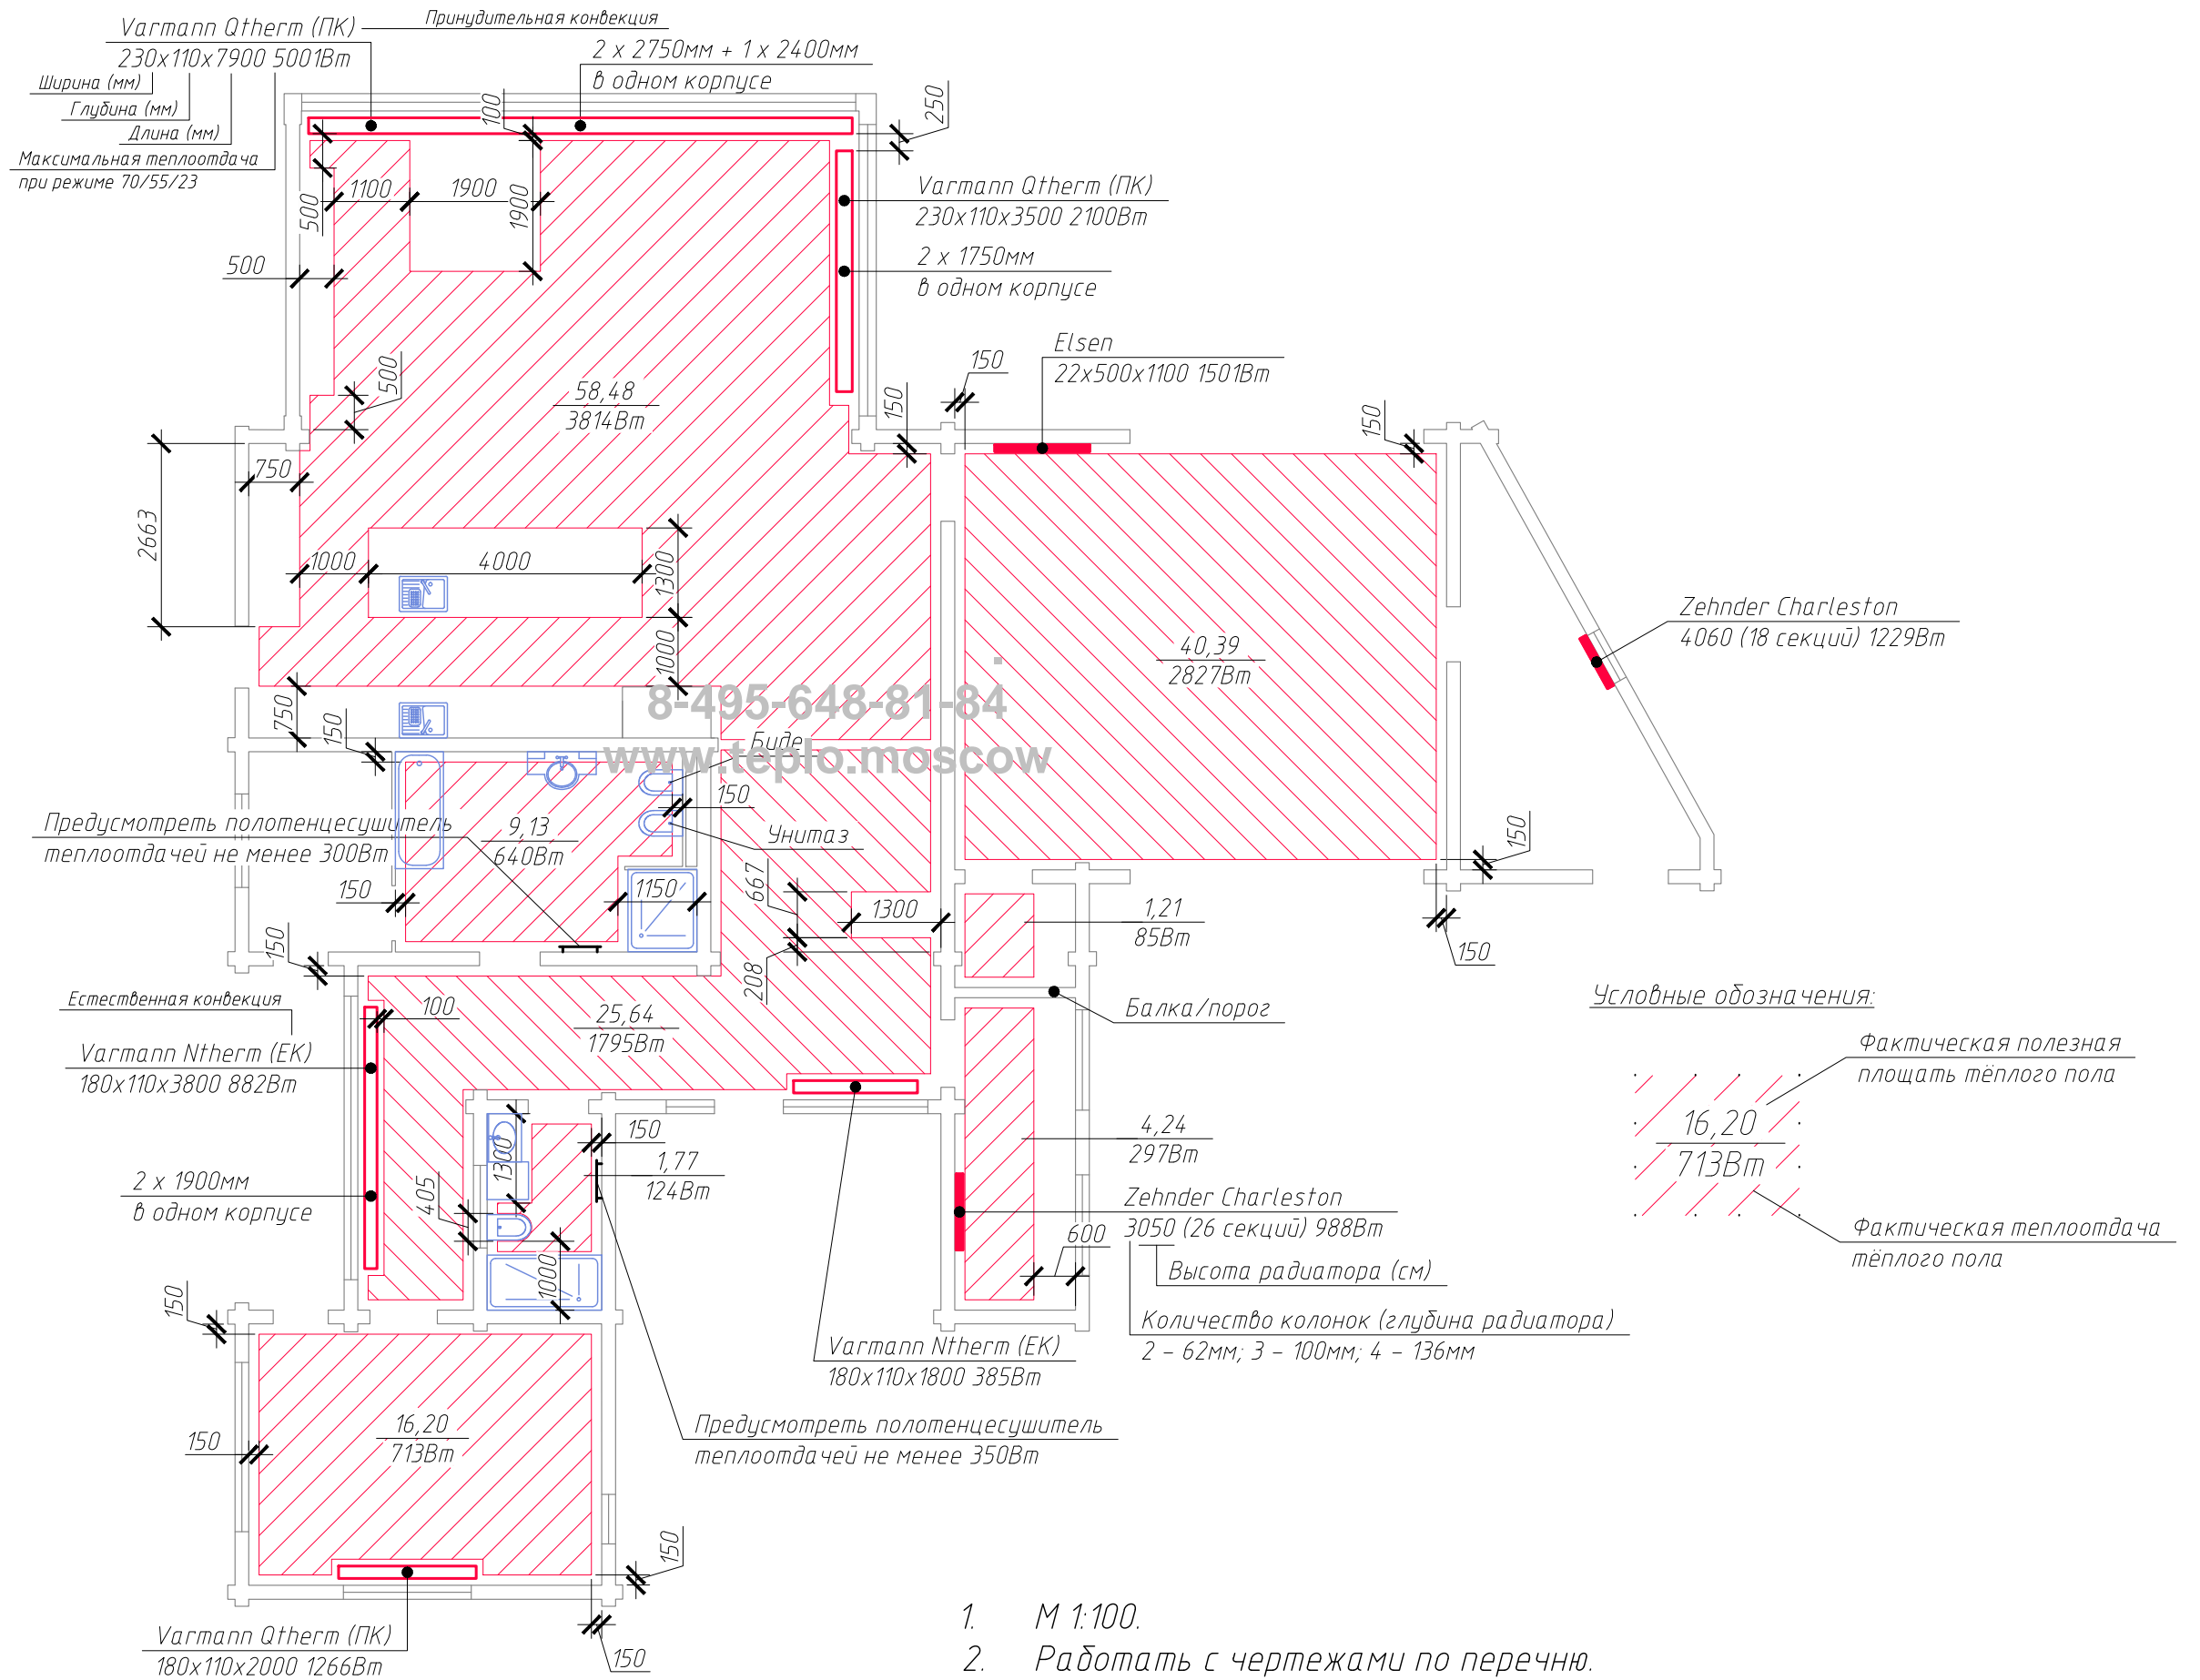 Принудительная конвекция
Varmann Qtherm (ПК)
230х110х7900 5001Вт
Ширина (мм)
Глубина (мм)
Длина (мм)
Максимальная теплоотдача
при режиме 70/55/23
2 х 2750мм + 1 х 2400мм
в одном корпусе
100
250
500
1100
1900
1900
Varmann Qtherm (ПК)
230х110х3500 2100Вт
2 х 1750мм
в одном корпусе
500
500
58,48
3814Вт
150
150
Elsen
22х500х1100 1501Вт
150
2663
750
1000
4000
1300
1000
40,39
2827Вт
Zehnder Charleston
4060 (18 секций) 1229Вт
8-495-648-81-84
www.teplo.moscow
750
150
Биде
150
Унитаз
Предусмотреть полотенцесушитель
теплоотдачей не менее 300Вт
9,13
640Вт
150
1150
667
1300
208
150
150
1,21
85Вт
150
Балка/порог
Естественная конвекция
100
25,64
1795Вт
Varmann Ntherm (ЕК)
180х110х3800 882Вт
2 х 1900мм
в одном корпусе
405
1300
150
1,77
124Вт
1000
4,24
297Вт
Zehnder Charleston
3050 (26 секций) 988Вт
600
Высота радиатора (см)
Количество колонок (глубина радиатора)
2 – 62мм; 3 – 100мм; 4 – 136мм
Varmann Ntherm (ЕК)
180х110х1800 385Вт
Условные обозначения:
Фактическая полезная
площать тёплого пола
16,20
713Вт
Фактическая теплоотдача
тёплого пола
150
150
16,20
713Вт
Предусмотреть полотенцесушитель
теплоотдачей не менее 350Вт
150
150
Varmann Qtherm (ПК)
180х110х2000 1266Вт
1. М 1:100.
2. Работать с чертежами по перечню.